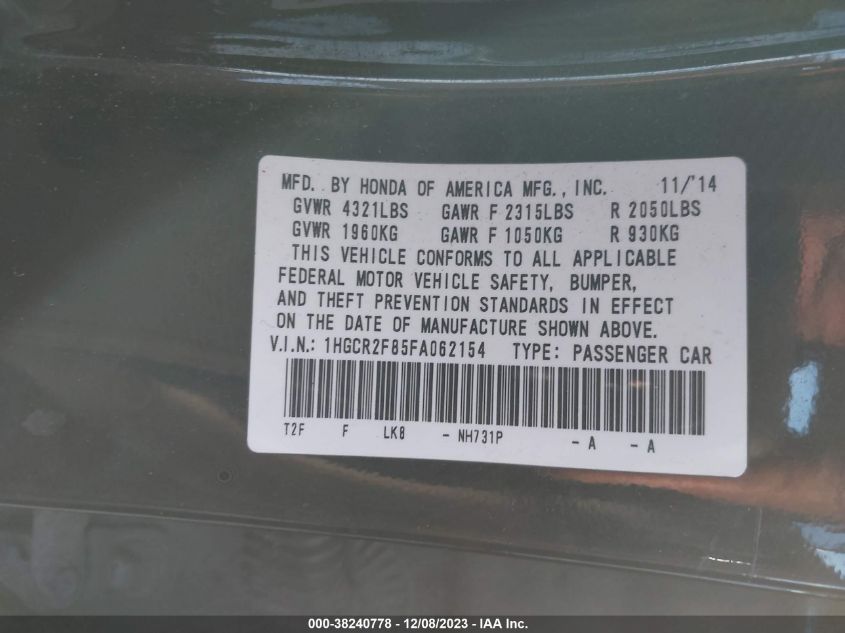 MFD. BY HONDA OF AMERICA MFG., INC. 11/'14
GVWR 4321LBS GAWR F 2315LBS R 2050LBS
GVWR 1960KG GAWR F 1050KG R 930KG
THIS VEHICLE CONFORMS TO ALL APPLICABLE
FEDERAL MOTOR VEHICLE SAFETY, BUMPER,
AND THEFT PREVENTION STANDARDS IN EFFECT
ON THE DATE OF MANUFACTURE SHOWN ABOVE.
V.I.N.: 1HGCR2F85FA062154 TYPE: PASSENGER CAR
T2F F LKB - NH731P - A - A
000-38240778 - 12/08/2023 - IAA Inc.